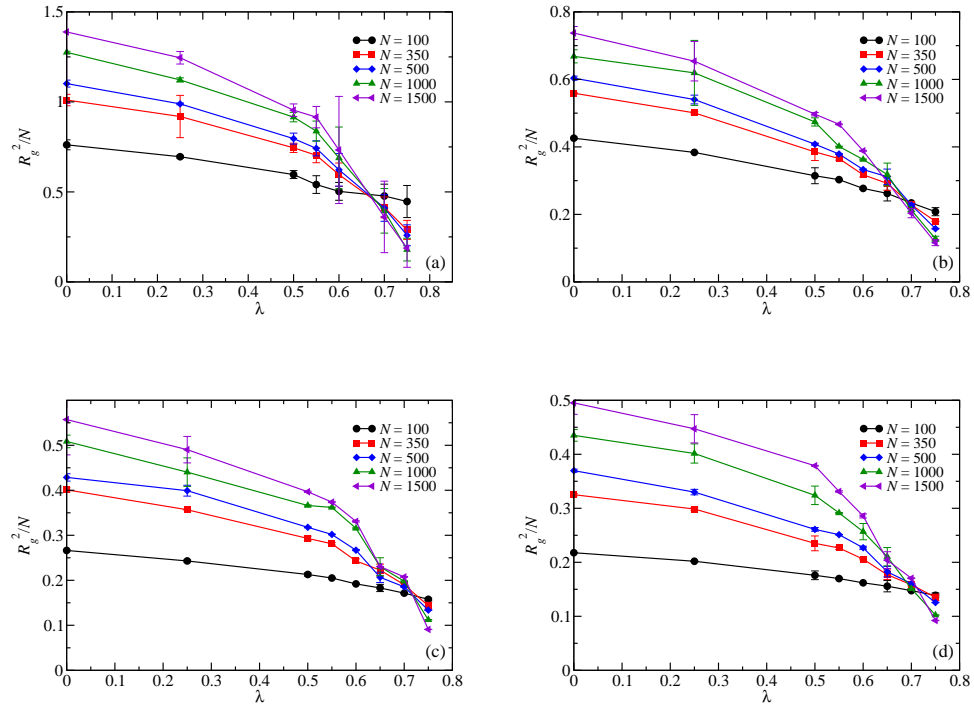 1.5
1
0.5
0
R_g^2/N
0 0.1 0.2 0.3 0.4 0.5 0.6 0.7 0.8
λ
N = 100
N = 350
N = 500
N = 1000
N = 1500
(a)
0.8
0.6
0.4
0.2
0
R_g^2/N
0 0.1 0.2 0.3 0.4 0.5 0.6 0.7 0.8
λ
N = 100
N = 350
N = 500
N = 1000
N = 1500
(b)
0.5
0.4
0.3
0.2
0.1
0
R_g^2/N
0 0.1 0.2 0.3 0.4 0.5 0.6 0.7 0.8
λ
N = 100
N = 350
N = 500
N = 1000
N = 1500
(c)
0.5
0.4
0.3
0.2
0.1
0
R_g^2/N
0 0.1 0.2 0.3 0.4 0.5 0.6 0.7 0.8
λ
N = 100
N = 350
N = 500
N = 1000
N = 1500
(d)